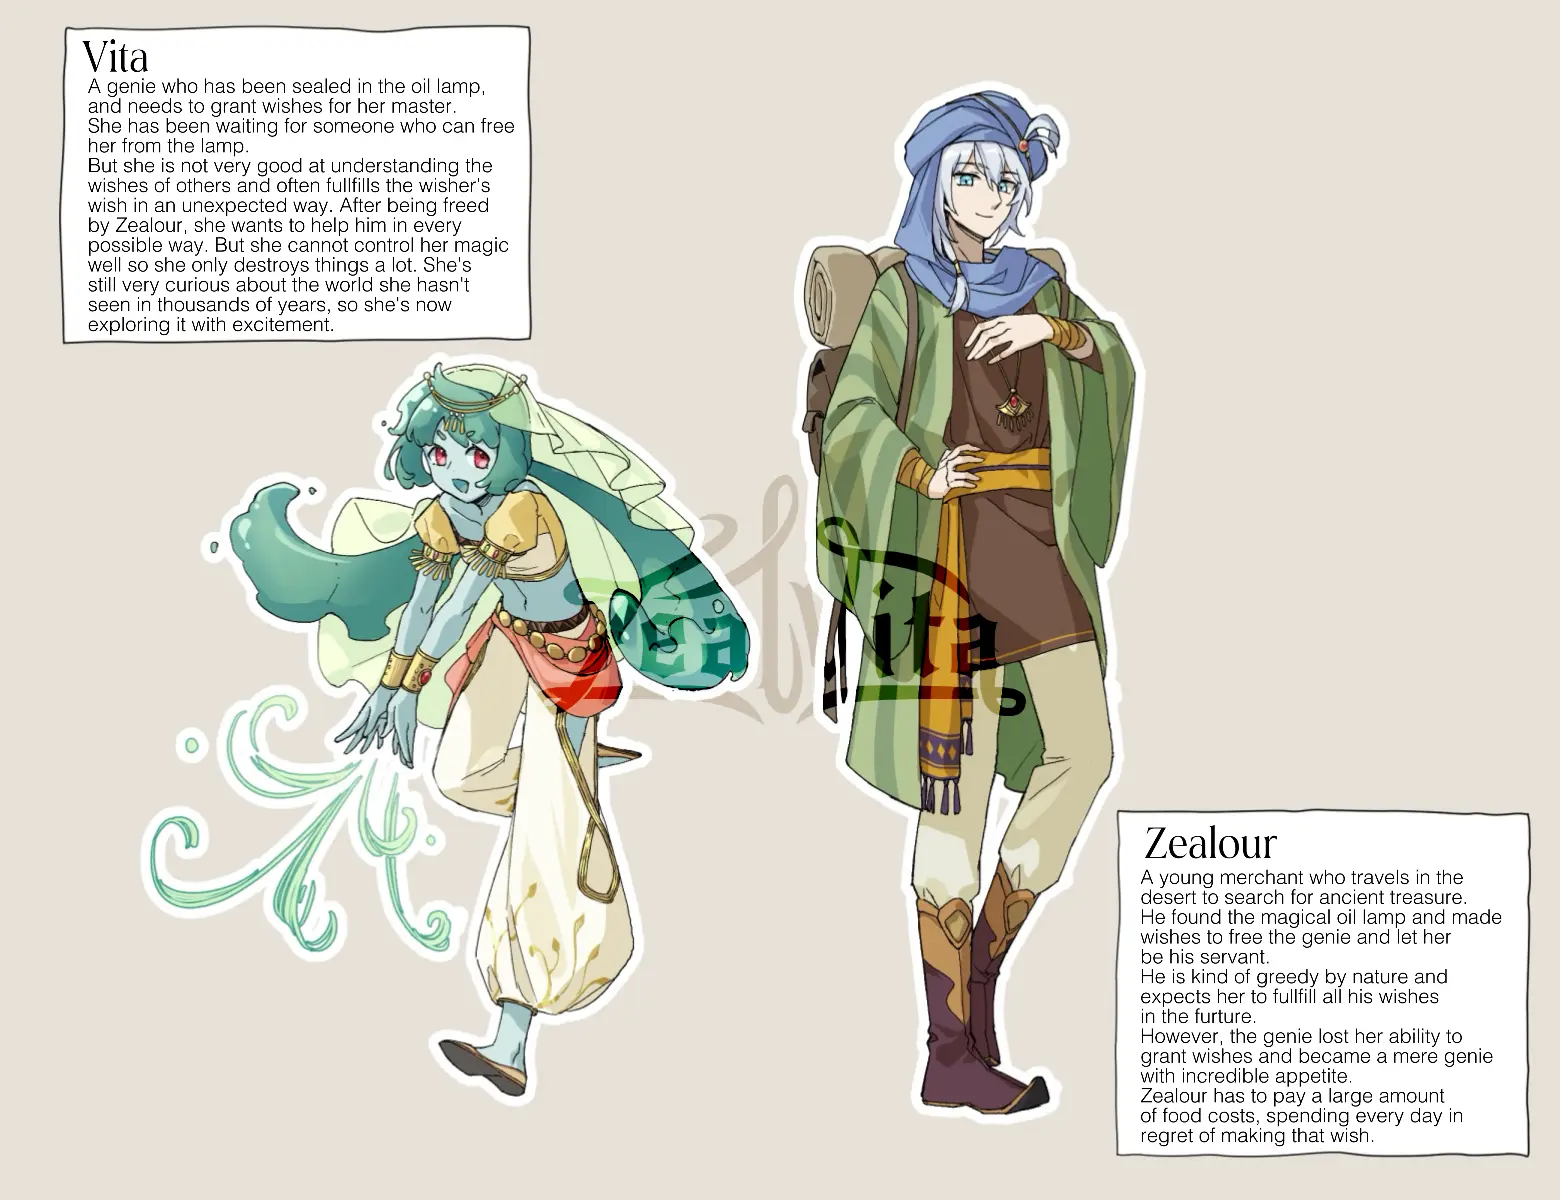 Vita
A genie who has been sealed in the oil lamp,
and needs to grant wishes for her master.
She has been waiting for someone who can free
her from the lamp.
But she is not very good at understanding the
wishes of others and often fullfills the wisher's
wish in an unexpected way. After being freed
by Zealour, she wants to help him in every
possible way. But she cannot control her magic
well so she only destroys things a lot. She's
still very curious about the world she hasn't
seen in thousands of years, so she's now
exploring it with excitement.
Zealour
A young merchant who travels in the
desert to search for ancient treasure.
He found the magical oil lamp and made
wishes to free the genie and let her
be his servant.
He is kind of greedy by nature and
expects her to fullfill all his wishes
in the furture.
However, the genie lost her ability to
grant wishes and became a mere genie
with incredible appetite.
Zealour has to pay a large amount
of food costs, spending every day in
regret of making that wish.